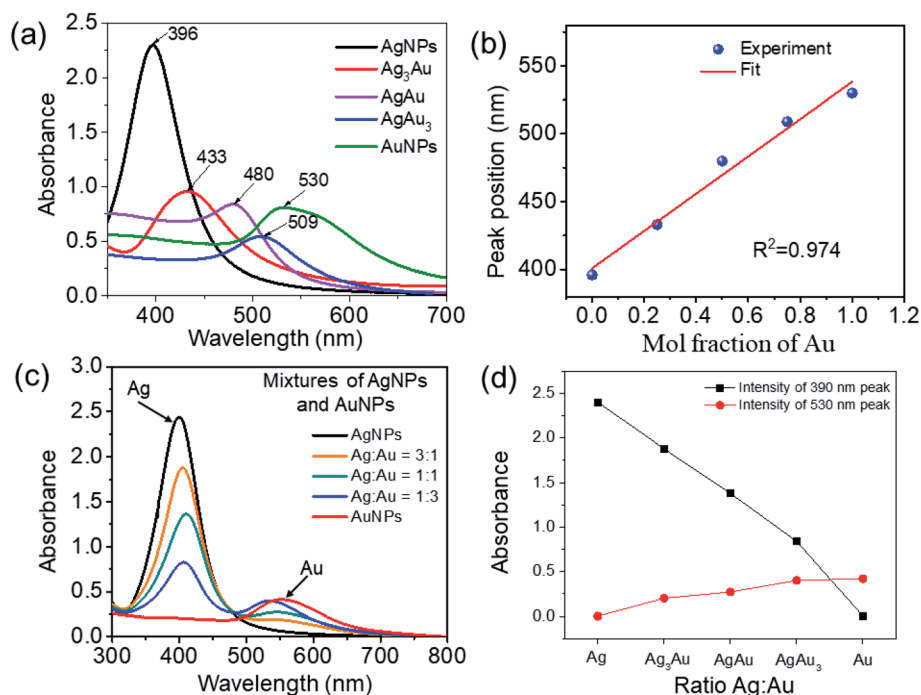 (a)
2.5
2.0
1.5
1.0
0.5
0.0
400
500
600
700
Absorbance
Wavelength (nm)
396
433
480
530
509
AgNPs
Ag₃Au
AgAu
AgAu₃
AuNPs
(b)
550
500
450
400
0.0
0.2
0.4
0.6
0.8
1.0
1.2
Peak position (nm)
Mol fraction of Au
Experiment
Fit
R²=0.974
(c)
3.0
2.5
2.0
1.5
1.0
0.5
0.0
300
400
500
600
700
800
Absorbance
Wavelength (nm)
Ag
Au
Mixtures of AgNPs
and AuNPs
AgNPs
Ag:Au = 3:1
Ag:Au = 1:1
Ag:Au = 1:3
AuNPs
(d)
2.5
2.0
1.5
1.0
0.5
0.0
Ag
Ag₃Au
AgAu
AgAu₃
Au
Absorbance
Ratio Ag:Au
Intensity of 390 nm peak
Intensity of 530 nm peak